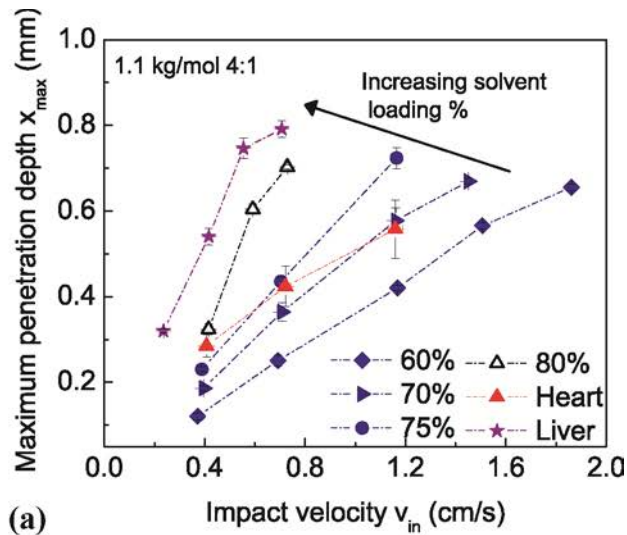 1.0
0.8
0.6
0.4
0.2
Maximum penetration depth x_max (mm)
1.1 kg/mol 4:1
Increasing solvent
loading %
60% 80%
70% Heart
75% Liver
0.0 0.4 0.8 1.2 1.6 2.0
(a) Impact velocity v_in (cm/s)